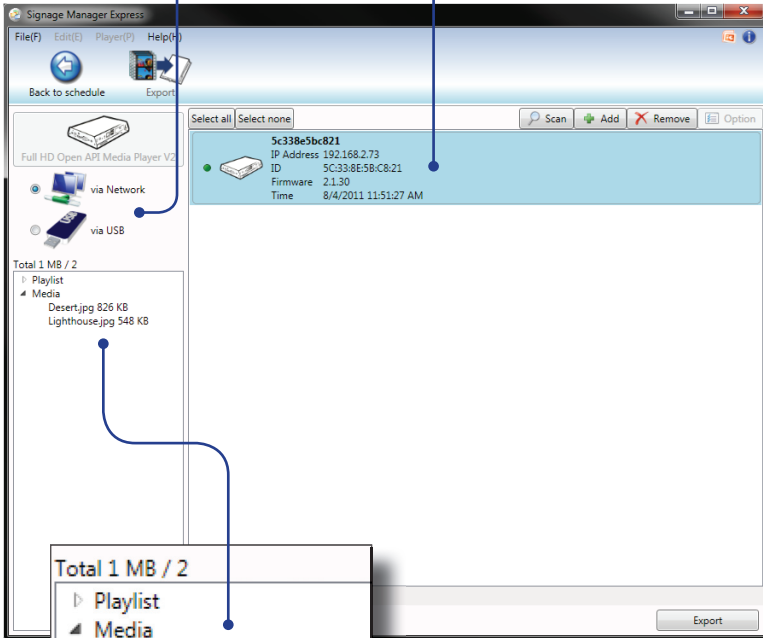 Signage Manager Express
File(F) Edit(E) Player(P) Help(H)
Back to schedule Export
Select all Select none Scan Add Remove Option
Full HD Open API Media Player V2
via Network
via USB
5c338e5bc821
IP Address 192.168.2.73
ID 5C:33:8E:5B:C8:21
Firmware 2.1.30
Time 8/4/2011 11:51:27 AM
Total 1 MB / 2
Playlist
Media
Desert.jpg 826 KB
Lighthouse.jpg 548 KB
Total 1 MB / 2
Playlist
Media
Export